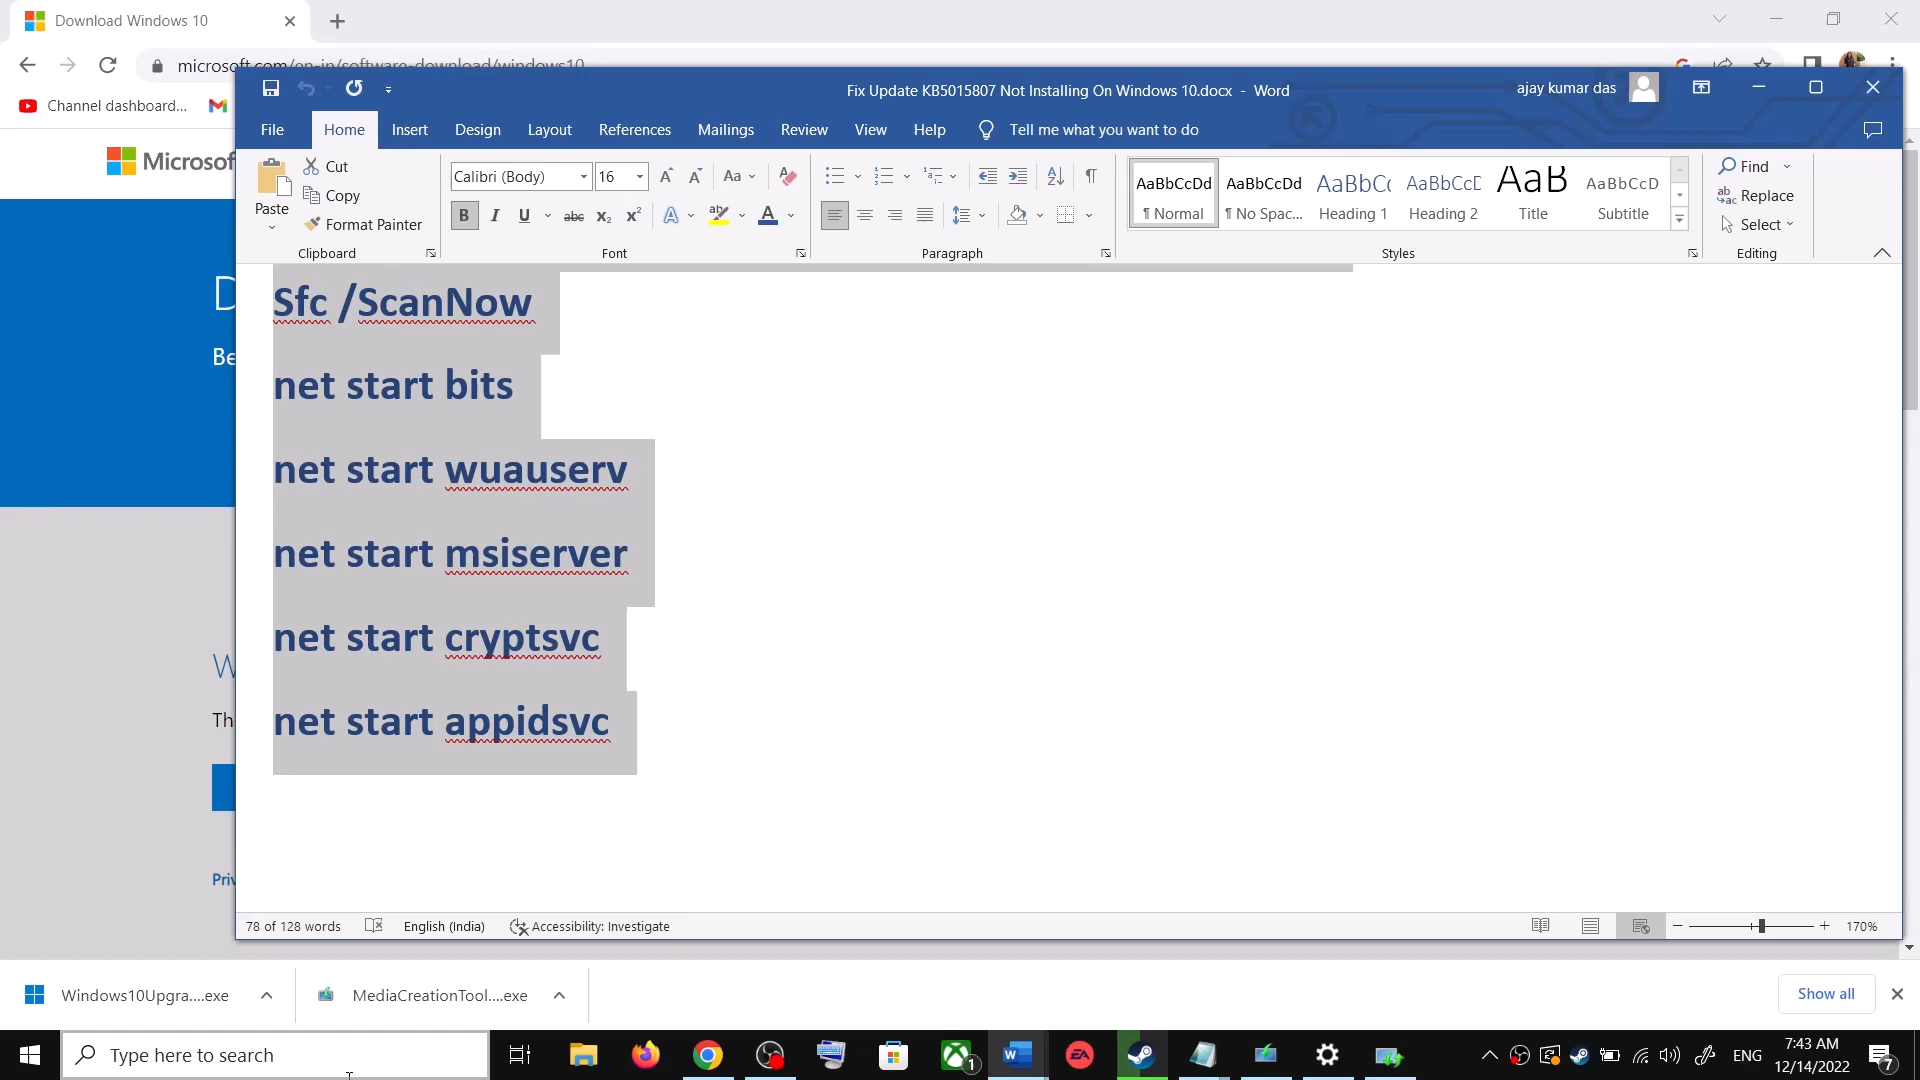 Download Windows 10
microsoft.com/en-in/software-download/windows10
Channel dashboard...
Fix Update KB5015807 Not Installing On Windows 10.docx - Word
ajay kumar das
File Home Insert Design Layout References Mailings Review View Help Tell me what you want to do
Paste
Cut
Copy
Format Painter
Clipboard
Calibri (Body) 16
Font
Paragraph
AaBbCcDd AaBbCcDd AaBbCc AaBbCcD AaB AaBbCcD
¶ Normal ¶ No Spac... Heading 1 Heading 2 Title Subtitle
Styles
Find
Replace
Select
Editing
Microsof
D
Be
W
Th
Priv
Sfc /ScanNow
net start bits
net start wuauserv
net start msiserver
net start cryptsvc
net start appidsvc
78 of 128 words English (India) Accessibility: Investigate 170%
Windows10Upgra....exe MediaCreationTool....exe Show all
Type here to search
1
ENG
7:43 AM
12/14/2022
7